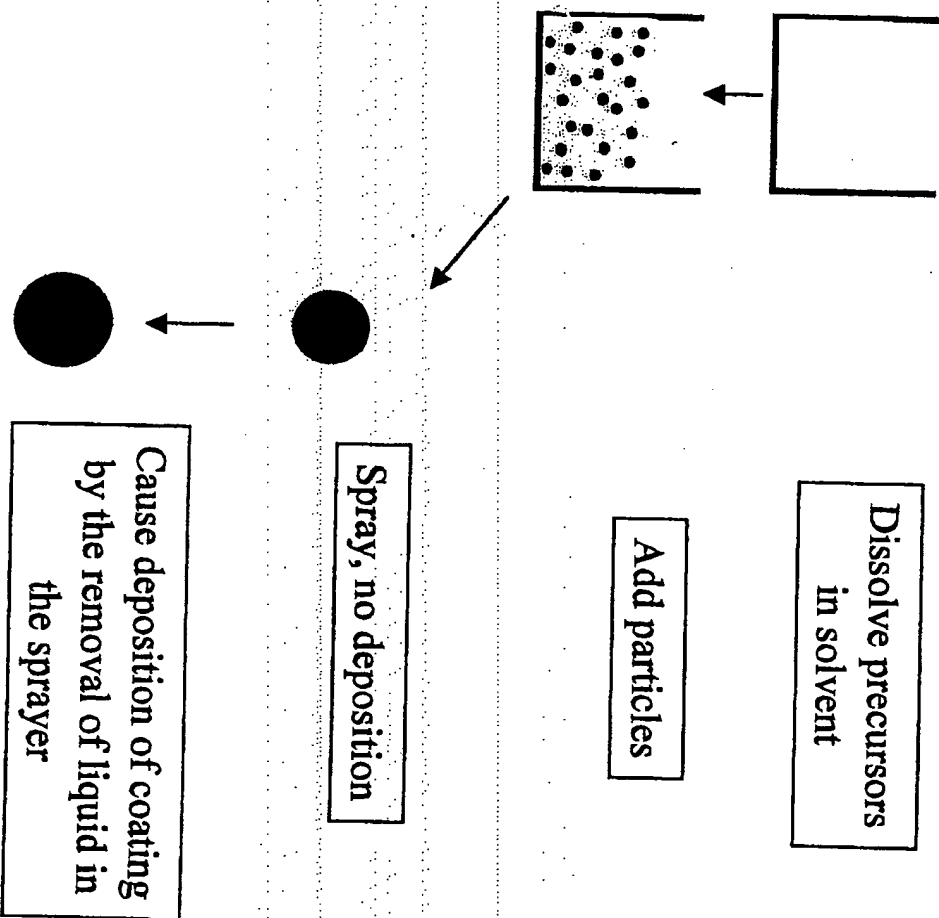 Dissolve precursors
in solvent
Add particles
Spray, no deposition
Cause deposition of coating
by the removal of liquid in
the sprayer